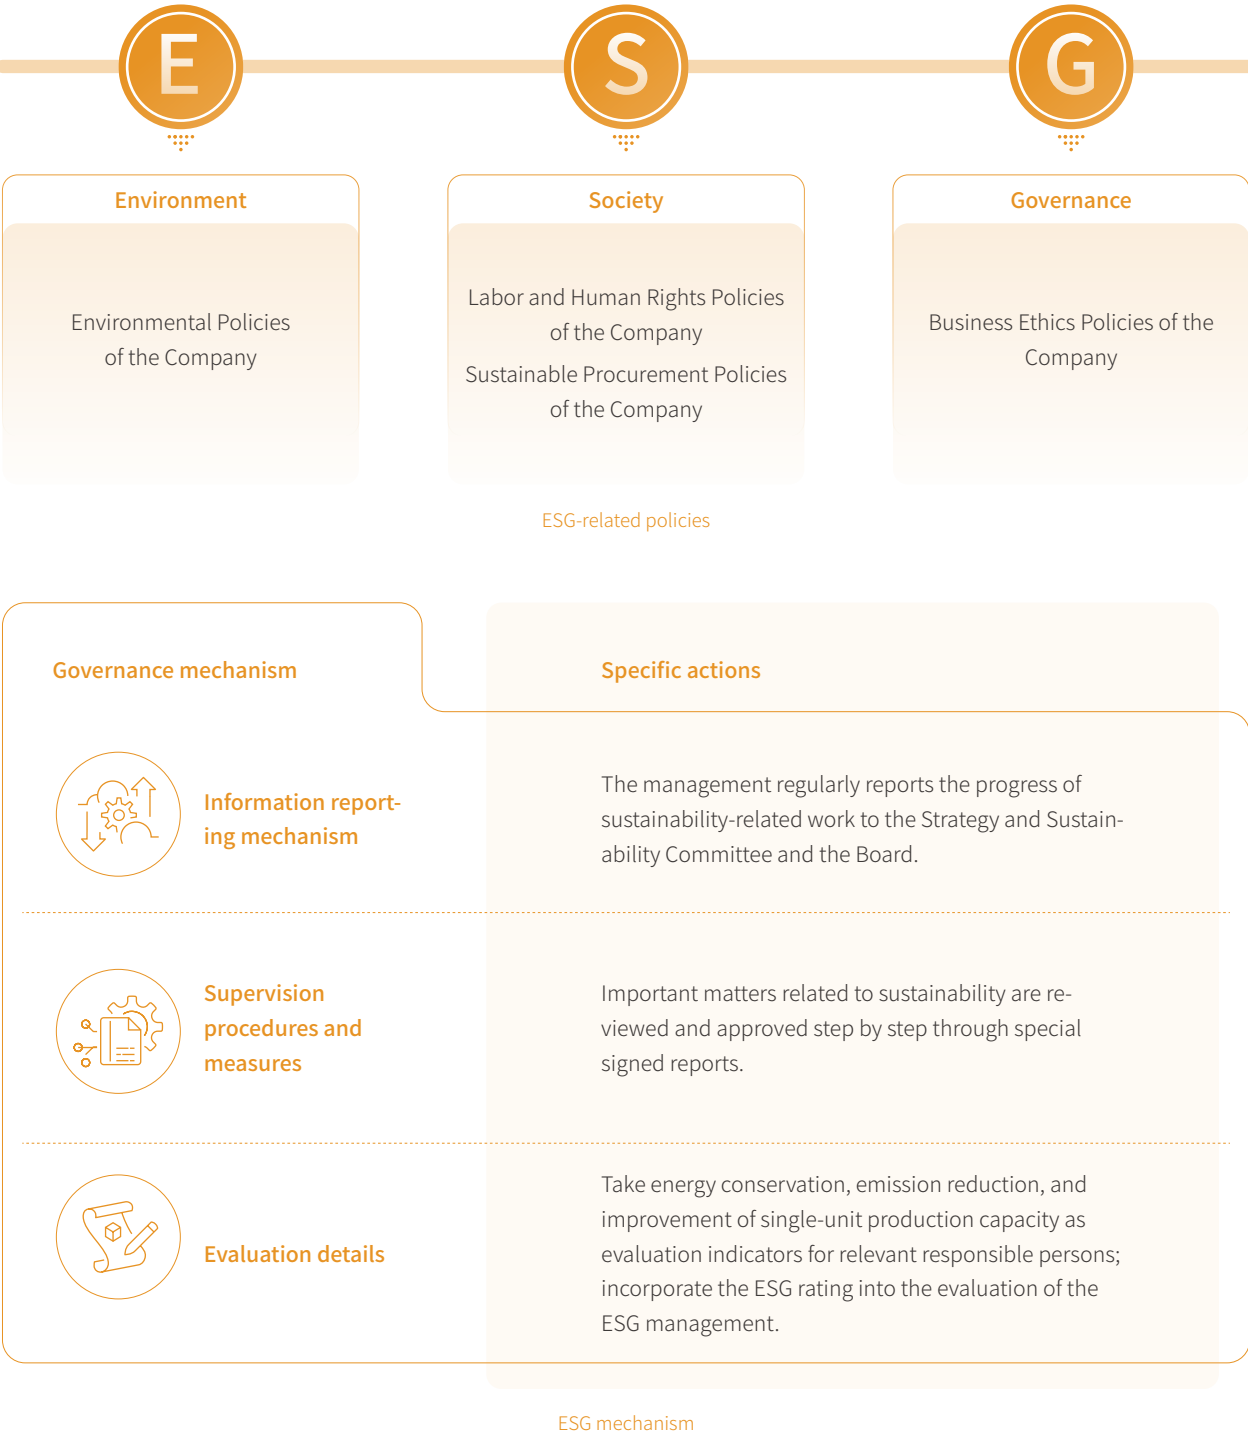 E
S
G
Environment
Society
Governance
Environmental Policies
of the Company
Labor and Human Rights Policies
of the Company
Sustainable Procurement Policies
of the Company
Business Ethics Policies of the
Company
ESG-related policies
Governance mechanism
Specific actions
Information report-
ing mechanism
The management regularly reports the progress of
sustainability-related work to the Strategy and Sustain-
ability Committee and the Board.
Supervision
procedures and
measures
Important matters related to sustainability are re-
viewed and approved step by step through special
signed reports.
Evaluation details
Take energy conservation, emission reduction, and
improvement of single-unit production capacity as
evaluation indicators for relevant responsible persons;
incorporate the ESG rating into the evaluation of the
ESG management.
ESG mechanism